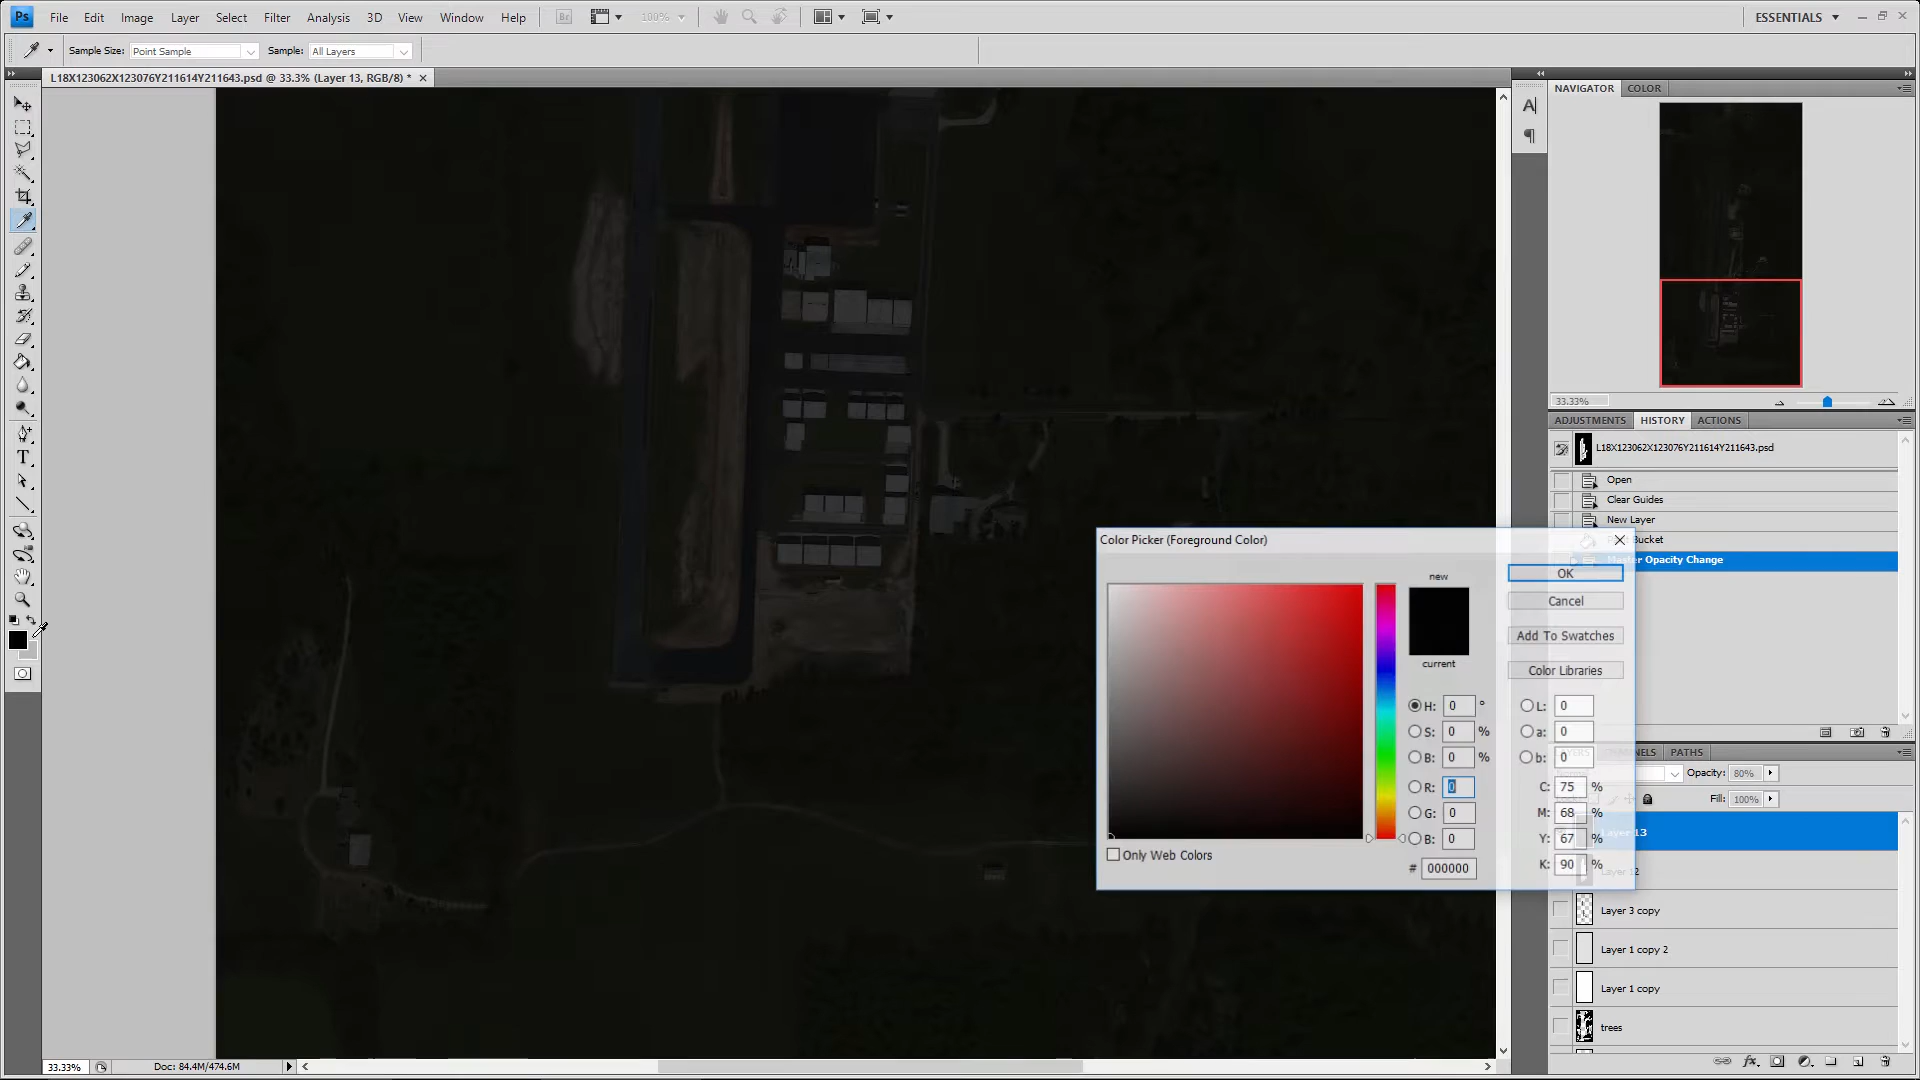 Ps File Edit Image Layer Select Filter Analysis 3D View Window Help Br 100% ESSENTIALS
Sample Size: Point Sample Sample: All Layers
L18X123062X123076Y211614Y211643.psd @ 33.3% (Layer 13, RGB/8) *
NAVIGATOR COLOR
33.33%
ADJUSTMENTS HISTORY ACTIONS
L18X123062X123076Y211614Y211643.psd
Open
Clear Guides
New Layer
Bucket
Opacity Change
Color Picker (Foreground Color)
new
current
OK
Cancel
Add To Swatches
Color Libraries
H: 0 °
S: 0 %
B: 0 %
R: 0
G: 0
B: 0
# 000000
L: 0
a: 0
b: 0
C: 75 %
M: 68 %
Y: 67 %
K: 90 %
Only Web Colors
PATHS
Opacity: 80%
Fill: 100%
Layer 3 copy
Layer 1 copy 2
Layer 1 copy
trees
33.33% Doc: 84.4M/474.6M